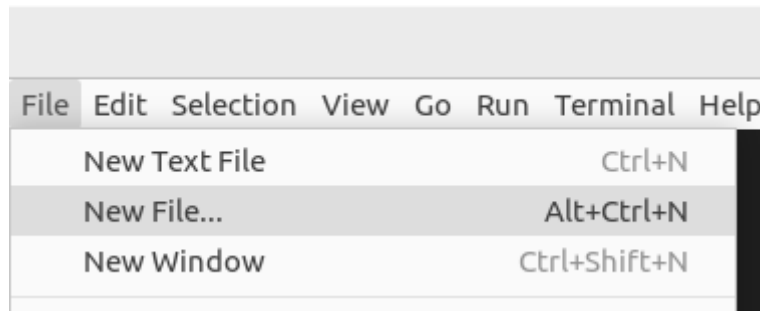 File Edit Selection View Go Run Terminal Help
New Text File Ctrl+N
New File... Alt+Ctrl+N
New Window Ctrl+Shift+N